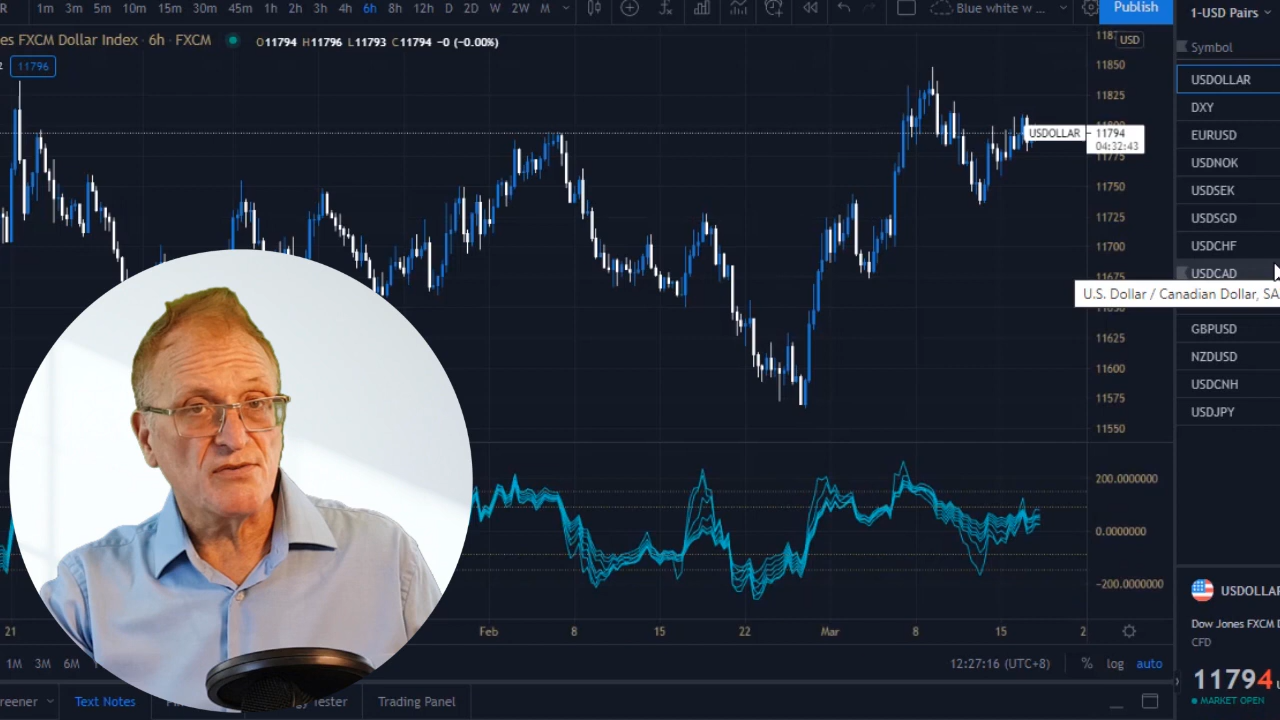 R 1m 3m 5m 10m 15m 30m 45m 1h 2h 3h 4h 6h 8h 12h D 2D W 2W M Blue white w ... Publish 1-USD Pairs
es FXCM Dollar Index · 6h · FXCM O11794 H11796 L11793 C11794 −0 (−0.00%)
USD
Symbol
11796
11850
USDOLLAR
11825
DXY
USDOLLAR 11794
04:32:43
EURUSD
11775
USDNOK
11750
USDSEK
11725
USDSGD
11700
USDCHF
11675
USDCAD
U.S. Dollar / Canadian Dollar, SA
11625
GBPUSD
11600
NZDUSD
11575
USDCNH
11550
USDJPY
200.0000000
0.0000000
−200.0000000
USDOLLAR
21 Feb 8 15 22 Mar 8 15 2
Dow Jones FXCM
CFD
1M 3M 6M 12:27:16 (UTC+8) % log auto
11794
MARKET OPEN
reener Text Notes Tester Trading Panel